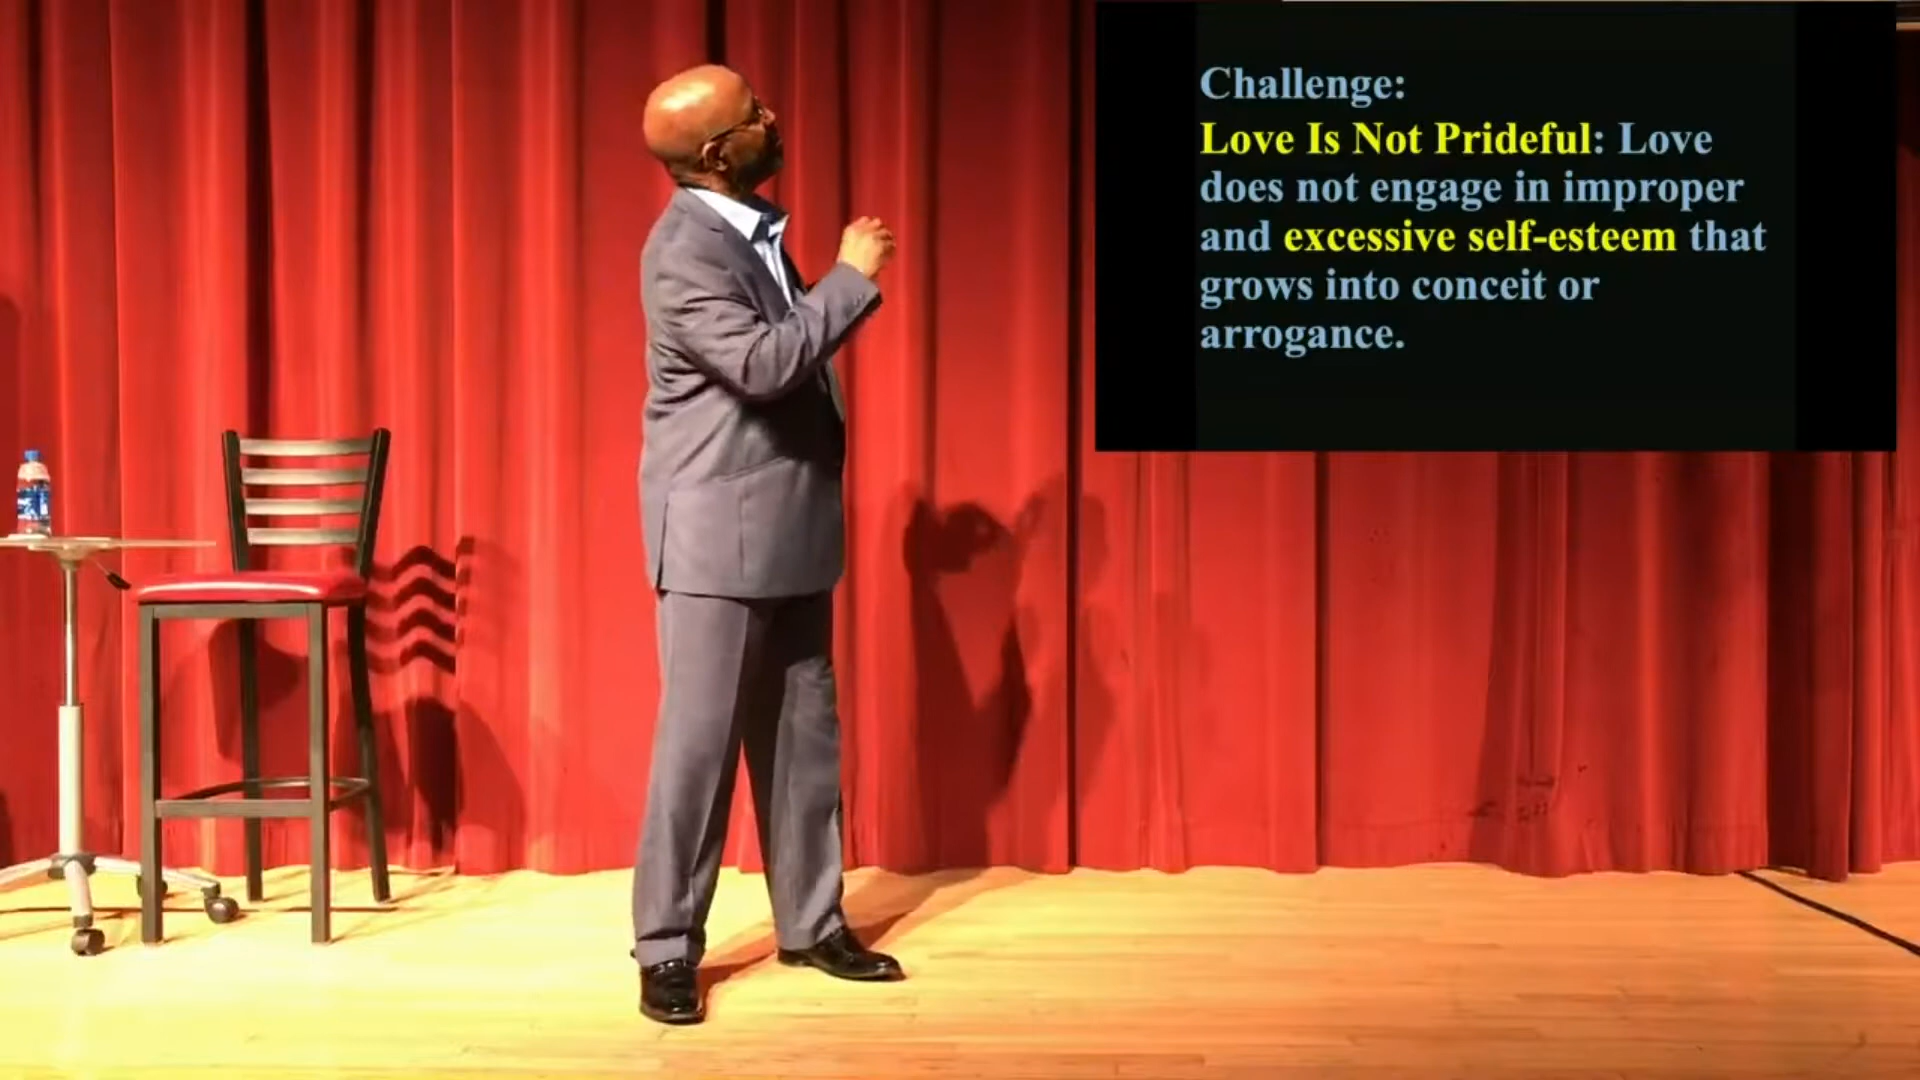 Challenge:
Love Is Not Prideful: Love
does not engage in improper
and excessive self-esteem that
grows into conceit or
arrogance.